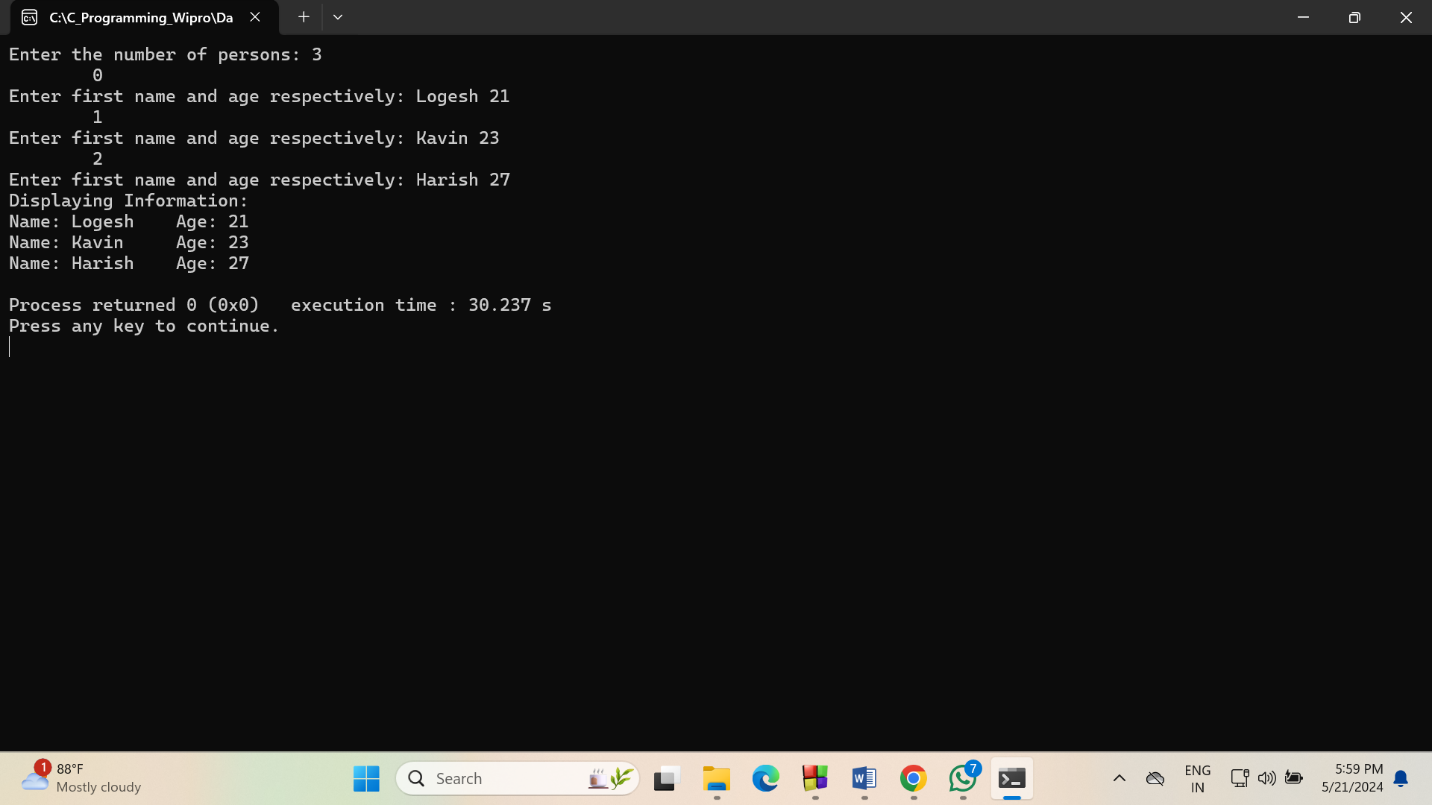 C:\C_Programming_Wipro\Da
Enter the number of persons: 3
0
Enter first name and age respectively: Logesh 21
1
Enter first name and age respectively: Kavin 23
2
Enter first name and age respectively: Harish 27
Displaying Information:
Name: Logesh    Age: 21
Name: Kavin     Age: 23
Name: Harish    Age: 27
Process returned 0 (0x0)   execution time : 30.237 s
Press any key to continue.
1
88°F
Mostly cloudy
Search
7
ENG
IN
5:59 PM
5/21/2024